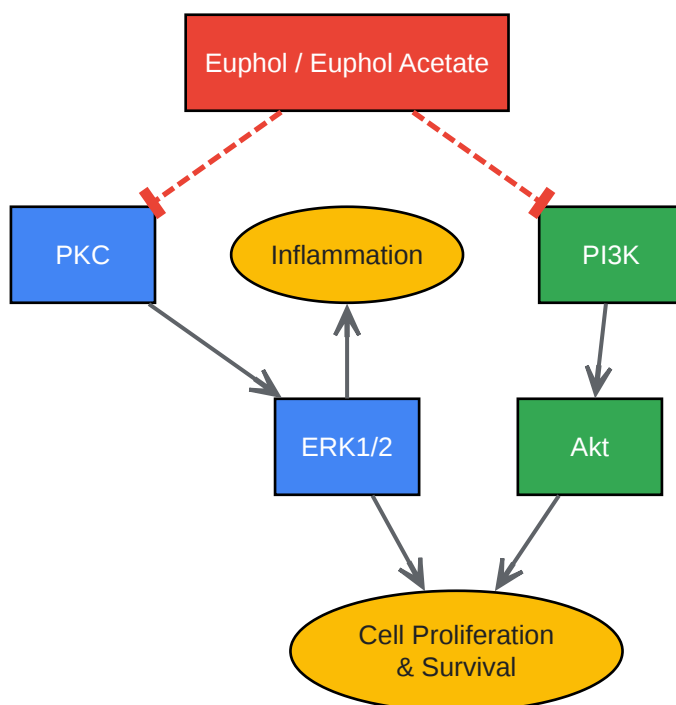 Euphol / Euphol Acetate
PKC
Inflammation
PI3K
ERK1/2
Akt
Cell Proliferation
& Survival